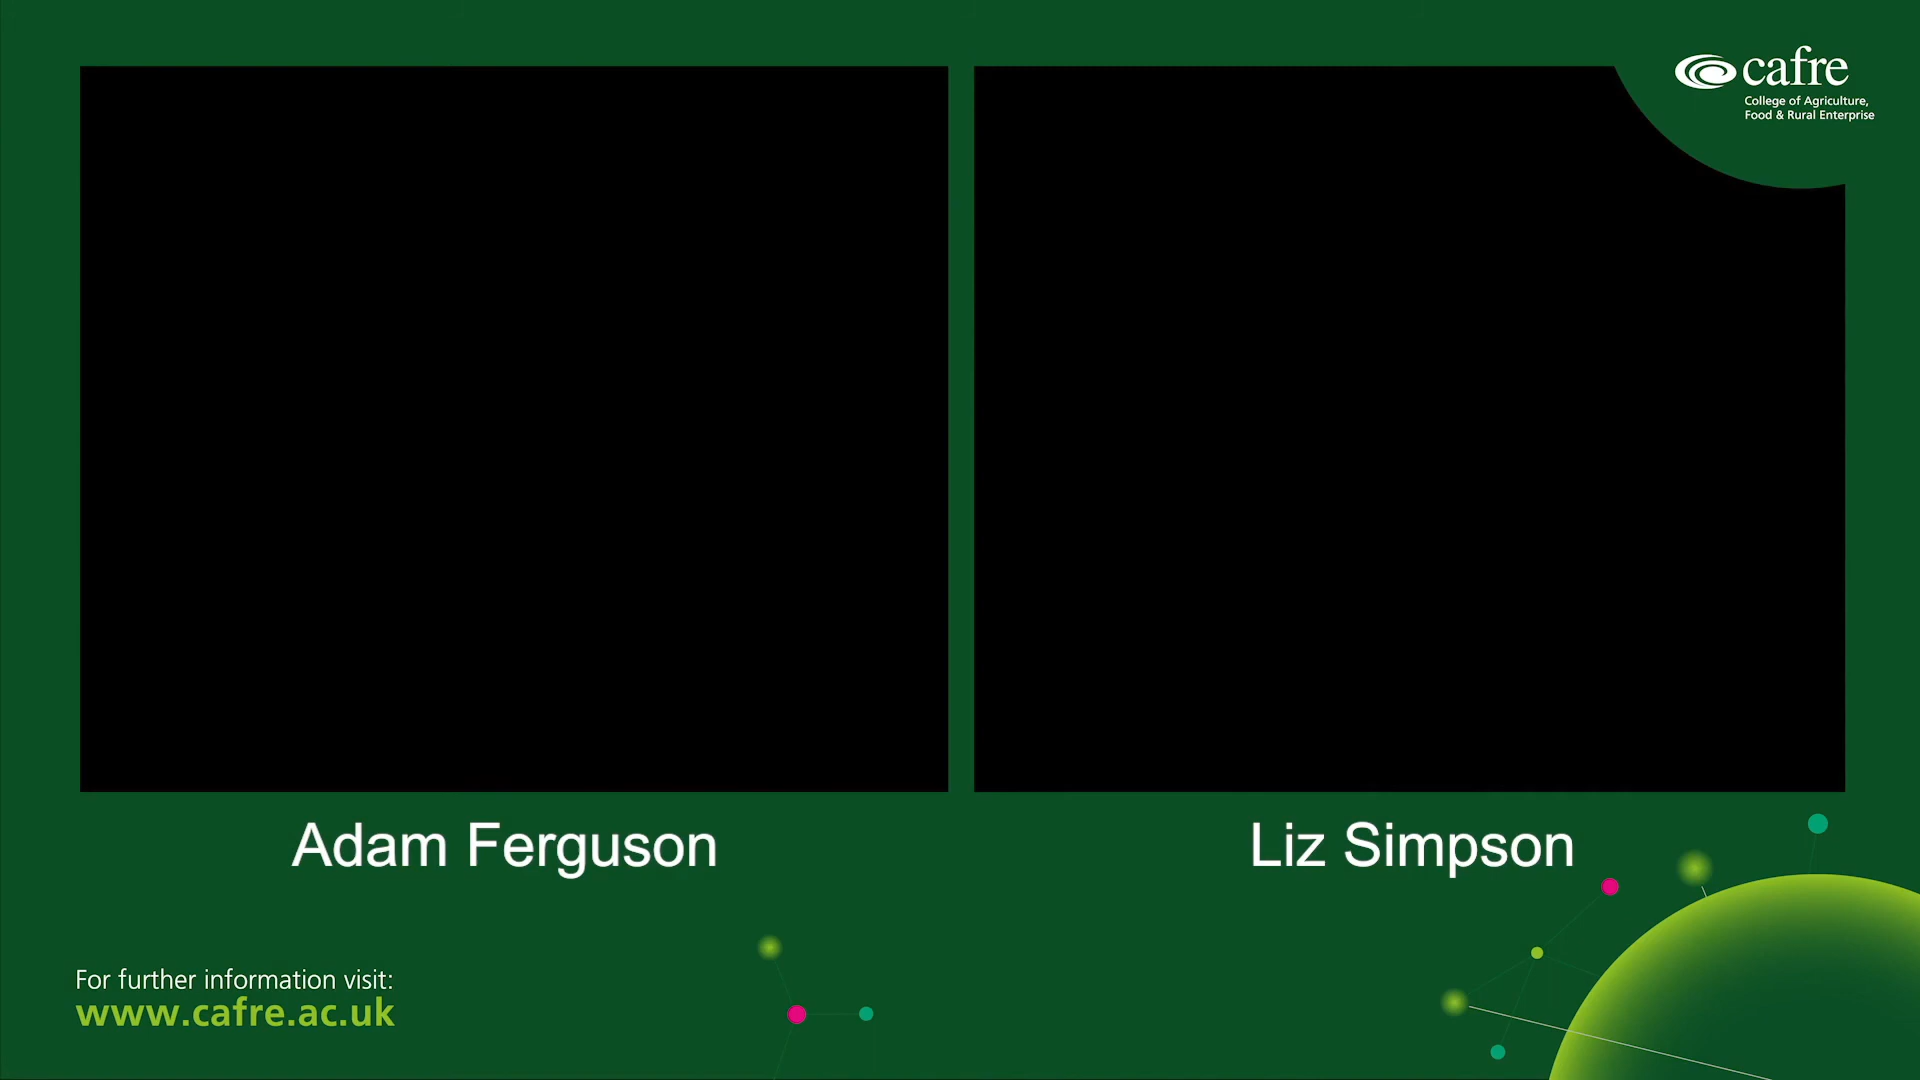 cafre
College of Agriculture,
Food & Rural Enterprise
Adam Ferguson
Liz Simpson
For further information visit:
www.cafre.ac.uk